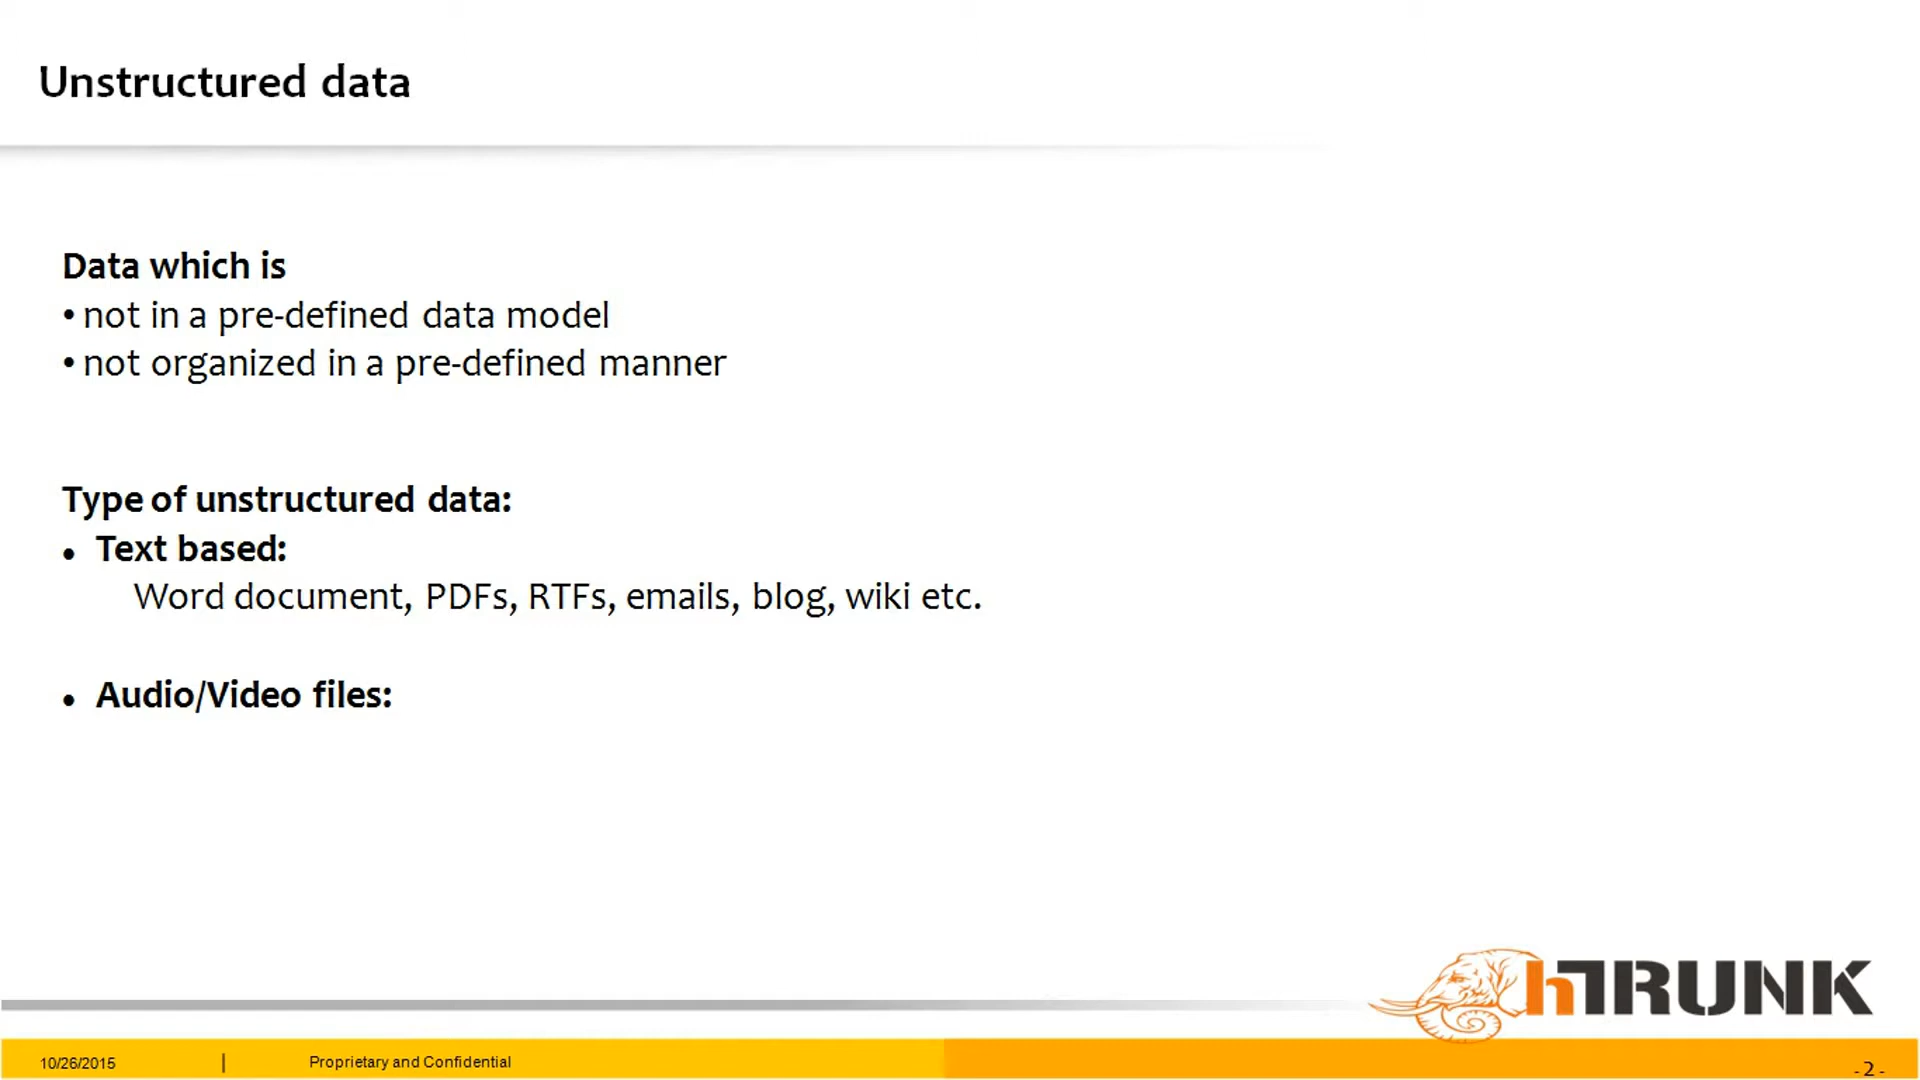 Unstructured data
Data which is
• not in a pre-defined data model
• not organized in a pre-defined manner
Type of unstructured data:
● Text based:
Word document, PDFs, RTFs, emails, blog, wiki etc.
● Audio/Video files:
hTRUNK
10/26/2015 | Proprietary and Confidential
- 2 -